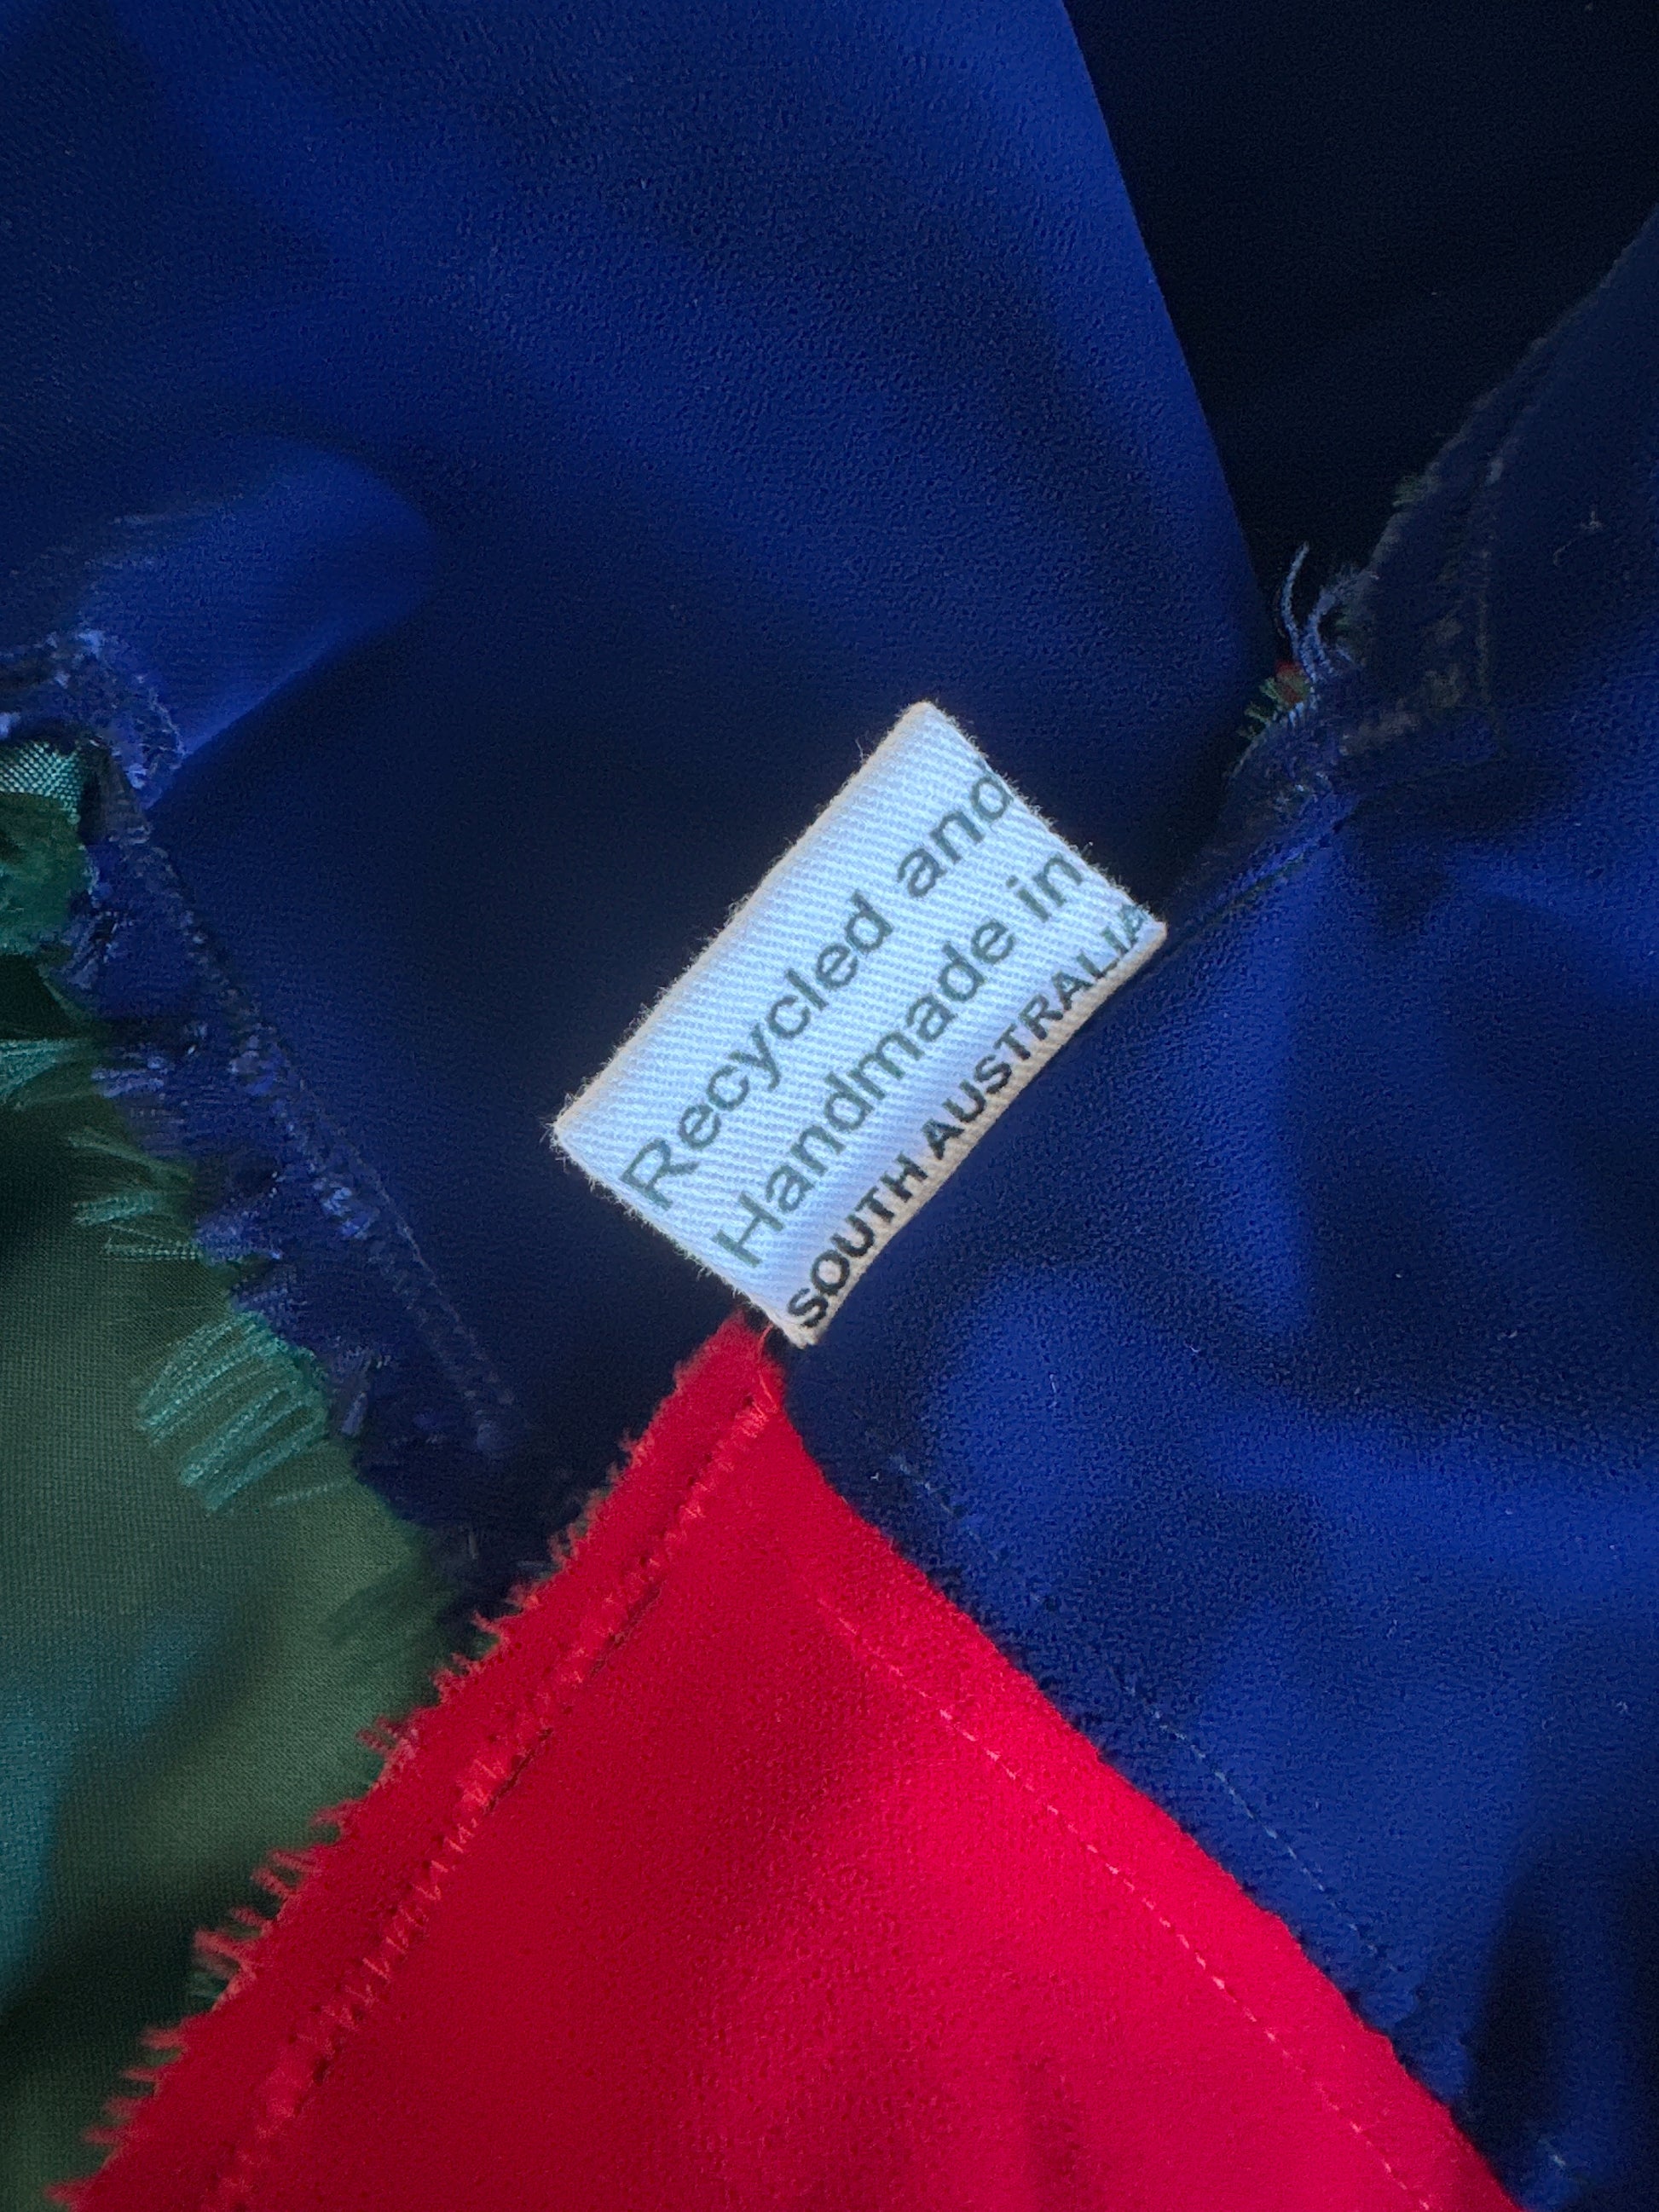 Recycled and
Handmade in
SOUTH AUSTRALIA